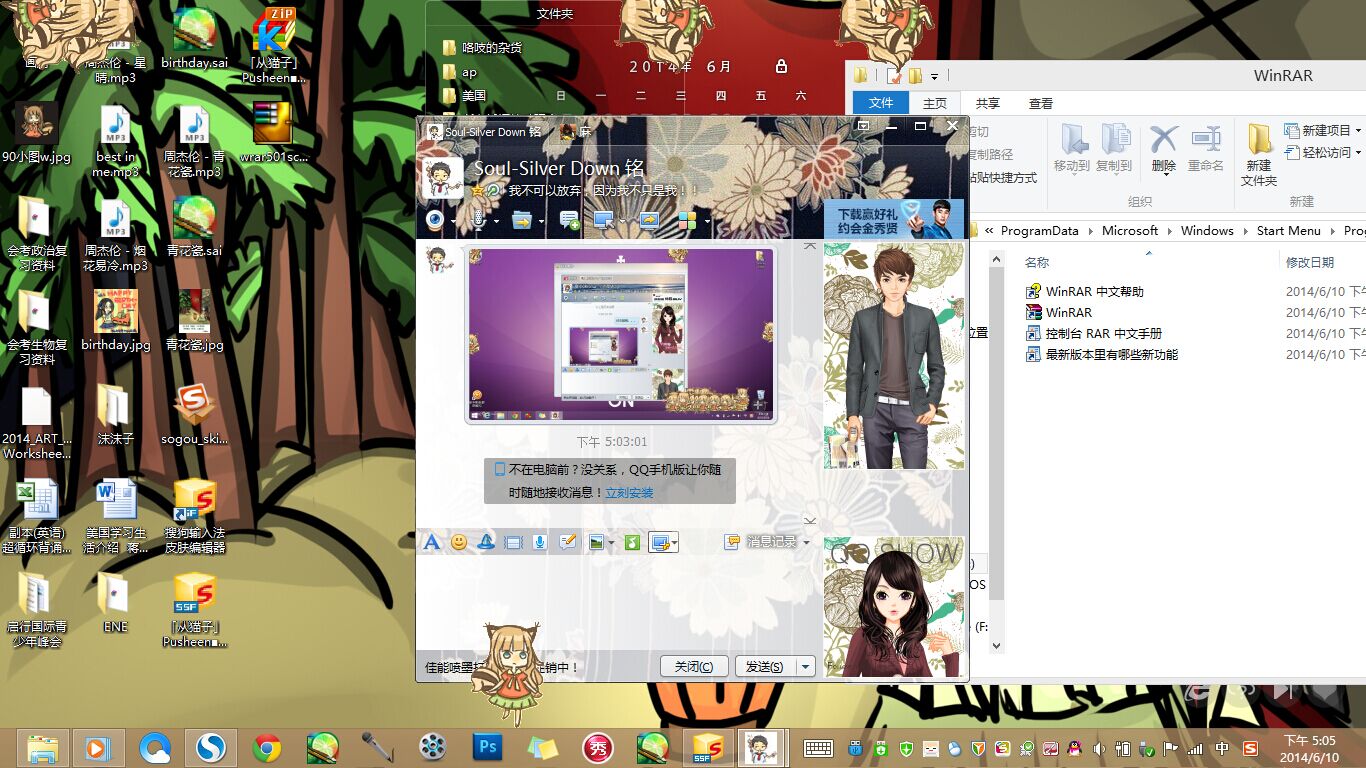 birthday.sai
「从猫子」
Pusheen■...
周杰伦 - 星
晴.mp3
90小图w.jpg
best in
me.mp3
周杰伦 - 青
花瓷.mp3
wrar501sc...
会考政治复
习资料
周杰伦 - 烟
花易冷.mp3
青花瓷.sai
会考生物复
习资料
birthday.jpg
青花瓷.jpg
2014_ART_...
Workshee...
沫沫子
sogou_ski...
副本(英语)
超循环背诵...
美国学习生
活介绍
搜狗输入法
皮肤编辑器
启行国际青
少年峰会
ENE
「从猫子」
Pusheen■...
文件夹
咯吱的杂货
ap
美国
2014年 6月
日 一 二 三 四 五 六
Soul-Silver Down 铭
麻
Soul-Silver Down 铭
我不可以放弃，因为我不只是我！！
下载赢好礼
约会金秀贤
下午 5:03:01
不在电脑前？没关系，QQ手机版让你随
时随地接收消息！立刻安装
消息记录
QQ SHOW
佳能喷墨
销中！
关闭(C)
发送(S)
WinRAR
文件 主页 共享 查看
剪切
复制路径
粘贴快捷方式
移动到 复制到 删除 重命名
新建
文件夹
新建项目
轻松访问
组织
新建
« ProgramData Microsoft Windows Start Menu Prog
名称
修改日期
WinRAR 中文帮助 2014/6/10 下午
WinRAR 2014/6/10 下午
控制台 RAR 中文手册 2014/6/10 下午
最新版本里有哪些新功能 2014/6/10 下午
位置
OS
(F:
中
下午 5:05
2014/6/10